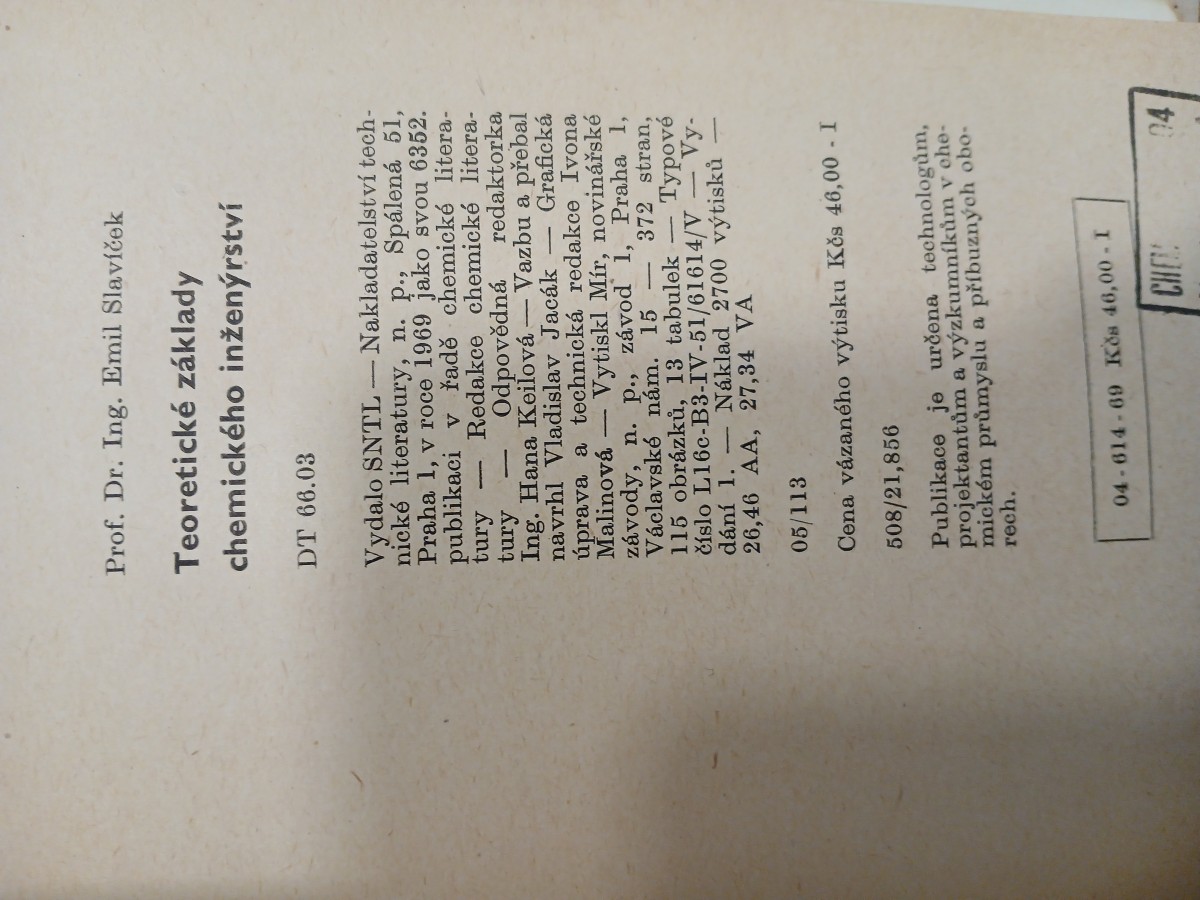 Prof. Dr. Ing. Emil Slavíček
Teoretické základy
chemického inženýrství
DT 66.03
Vydalo SNTL — Nakladatelství tech-
nické literatury, n. p., Spálená 51,
Praha 1, v roce 1969 jako svou 6352.
publikaci v řadě chemické litera-
tury — Redakce chemické litera-
tury — Odpovědná redaktorka
Ing. Hana Keilová — Vazbu a přebal
navrhl Vladislav Jacák — Grafická
úprava a technická redakce Ivona
Malinová — Vytiskl Mír, novinářské
závody, n. p., závod 1, Praha 1,
Václavské nám. 15 — 372 stran,
115 obrázků, 13 tabulek — Typové
číslo L16c-B3-IV-51/61614/V — Vy-
dání 1. — Náklad 2700 výtisků —
26,46 AA, 27,34 VA
05/113
Cena vázaného výtisku Kčs 46,00 - I
508/21,856
Publikace je určena technologům,
projektantům a výzkumníkům v che-
mickém průmyslu a příbuzných obo-
rech.
04 - 614 - 69 Kčs 46,00 - I